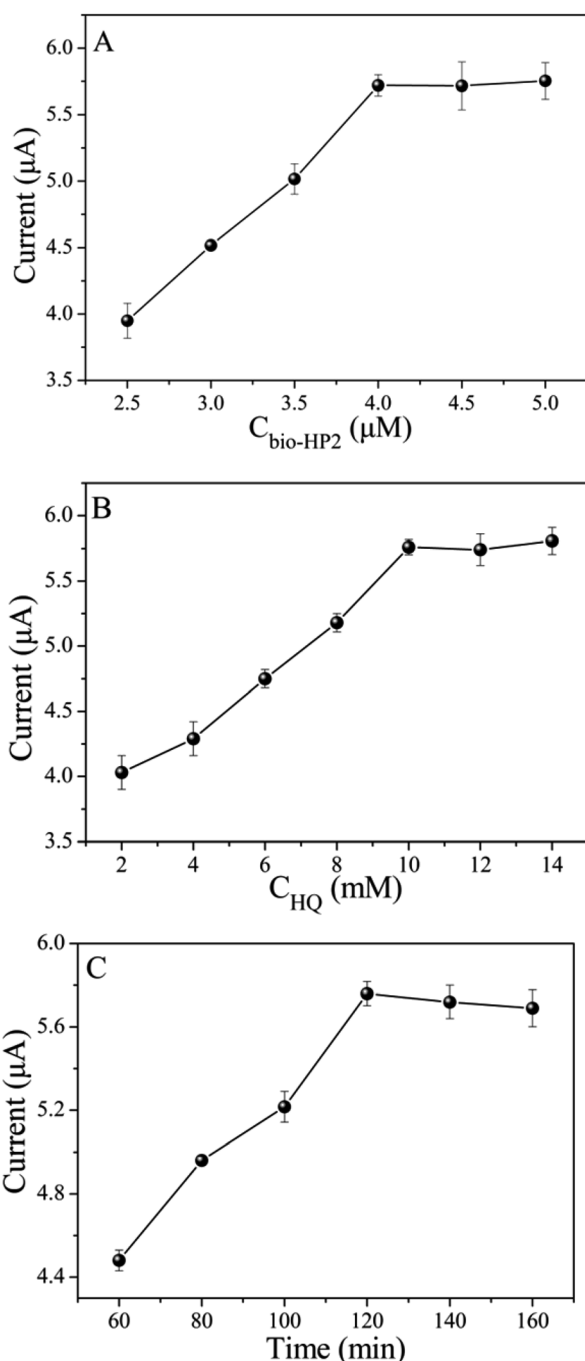 A
6.0
5.5
5.0
4.5
4.0
3.5
Current (μA)
2.5 3.0 3.5 4.0 4.5 5.0
C_bio-HP2 (μM)
B
6.0
5.5
5.0
4.5
4.0
3.5
Current (μA)
2 4 6 8 10 12 14
C_HQ (mM)
C
6.0
5.6
5.2
4.8
4.4
Current (μA)
60 80 100 120 140 160
Time (min)